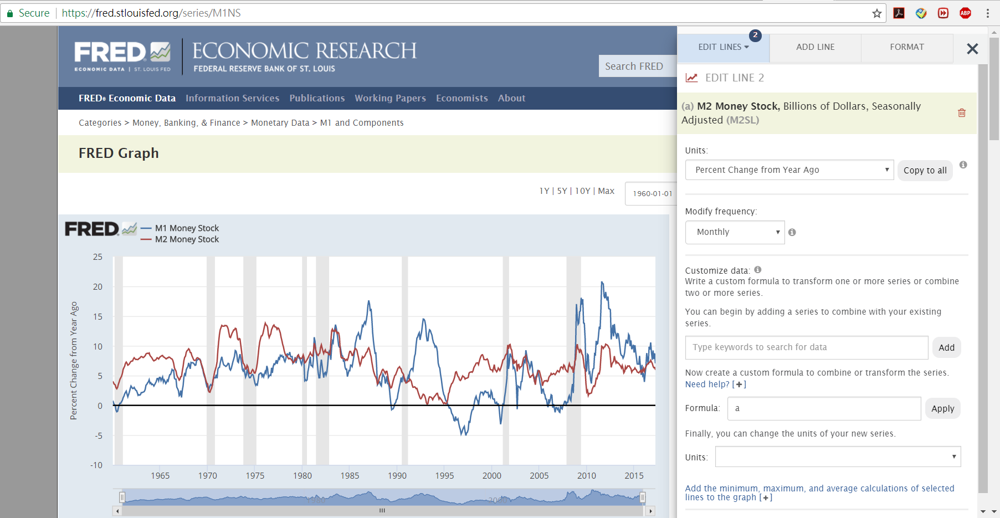 Secure | https://fred.stlouisfed.org/series/M1NS
ABP
FRED
ECONOMIC DATA | ST. LOUIS FED
ECONOMIC RESEARCH
FEDERAL RESERVE BANK OF ST. LOUIS
Search FRED
FRED® Economic Data Information Services Publications Working Papers Economists About
Categories > Money, Banking, & Finance > Monetary Data > M1 and Components
FRED Graph
1Y | 5Y | 10Y | Max
1960-01-01
FRED
M1 Money Stock
M2 Money Stock
Percent Change from Year Ago
25
20
15
10
5
0
-5
-10
1965 1970 1975 1980 1985 1990 1995 2000 2005 2010 2015
EDIT LINES 2
ADD LINE
FORMAT
EDIT LINE 2
(a) M2 Money Stock, Billions of Dollars, Seasonally
Adjusted (M2SL)
Units:
Percent Change from Year Ago
Copy to all
Modify frequency:
Monthly
Customize data:
Write a custom formula to transform one or more series or combine
two or more series.
You can begin by adding a series to combine with your existing
series.
Type keywords to search for data
Add
Now create a custom formula to combine or transform the series.
Need help? [+]
Formula: a
Apply
Finally, you can change the units of your new series.
Units:
Add the minimum, maximum, and average calculations of selected
lines to the graph [+]